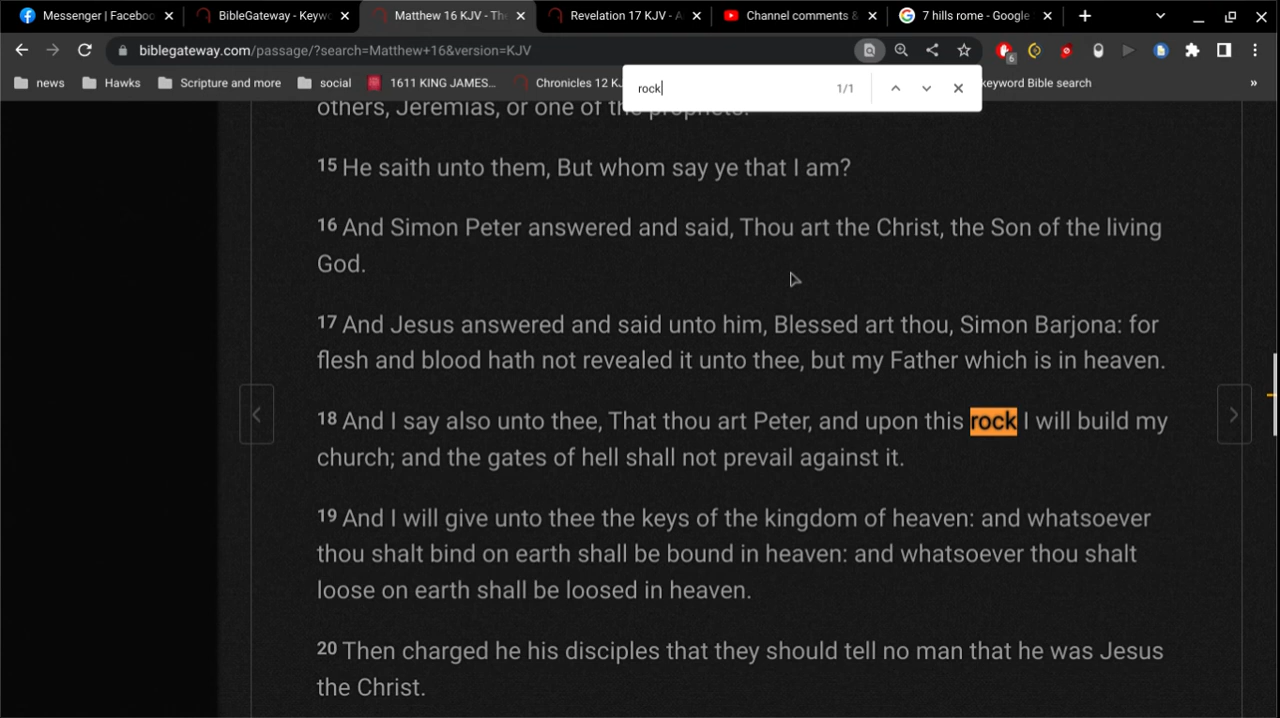 Messenger | Faceboo
BibleGateway - Keyw
Matthew 16 KJV - The
Revelation 17 KJV - A
Channel comments &
7 hills rome - Google
biblegateway.com/passage/?search=Matthew+16&version=KJV
6
news
Hawks
Scripture and more
social
1611 KING JAMES...
Chronicles 12 KJ
keyword Bible search
»
rock
1/1
others, Jeremias, or one of the prophets.
15 He saith unto them, But whom say ye that I am?
16 And Simon Peter answered and said, Thou art the Christ, the Son of the living
God.
17 And Jesus answered and said unto him, Blessed art thou, Simon Barjona: for
flesh and blood hath not revealed it unto thee, but my Father which is in heaven.
18 And I say also unto thee, That thou art Peter, and upon this rock I will build my
church; and the gates of hell shall not prevail against it.
19 And I will give unto thee the keys of the kingdom of heaven: and whatsoever
thou shalt bind on earth shall be bound in heaven: and whatsoever thou shalt
loose on earth shall be loosed in heaven.
20 Then charged he his disciples that they should tell no man that he was Jesus
the Christ.